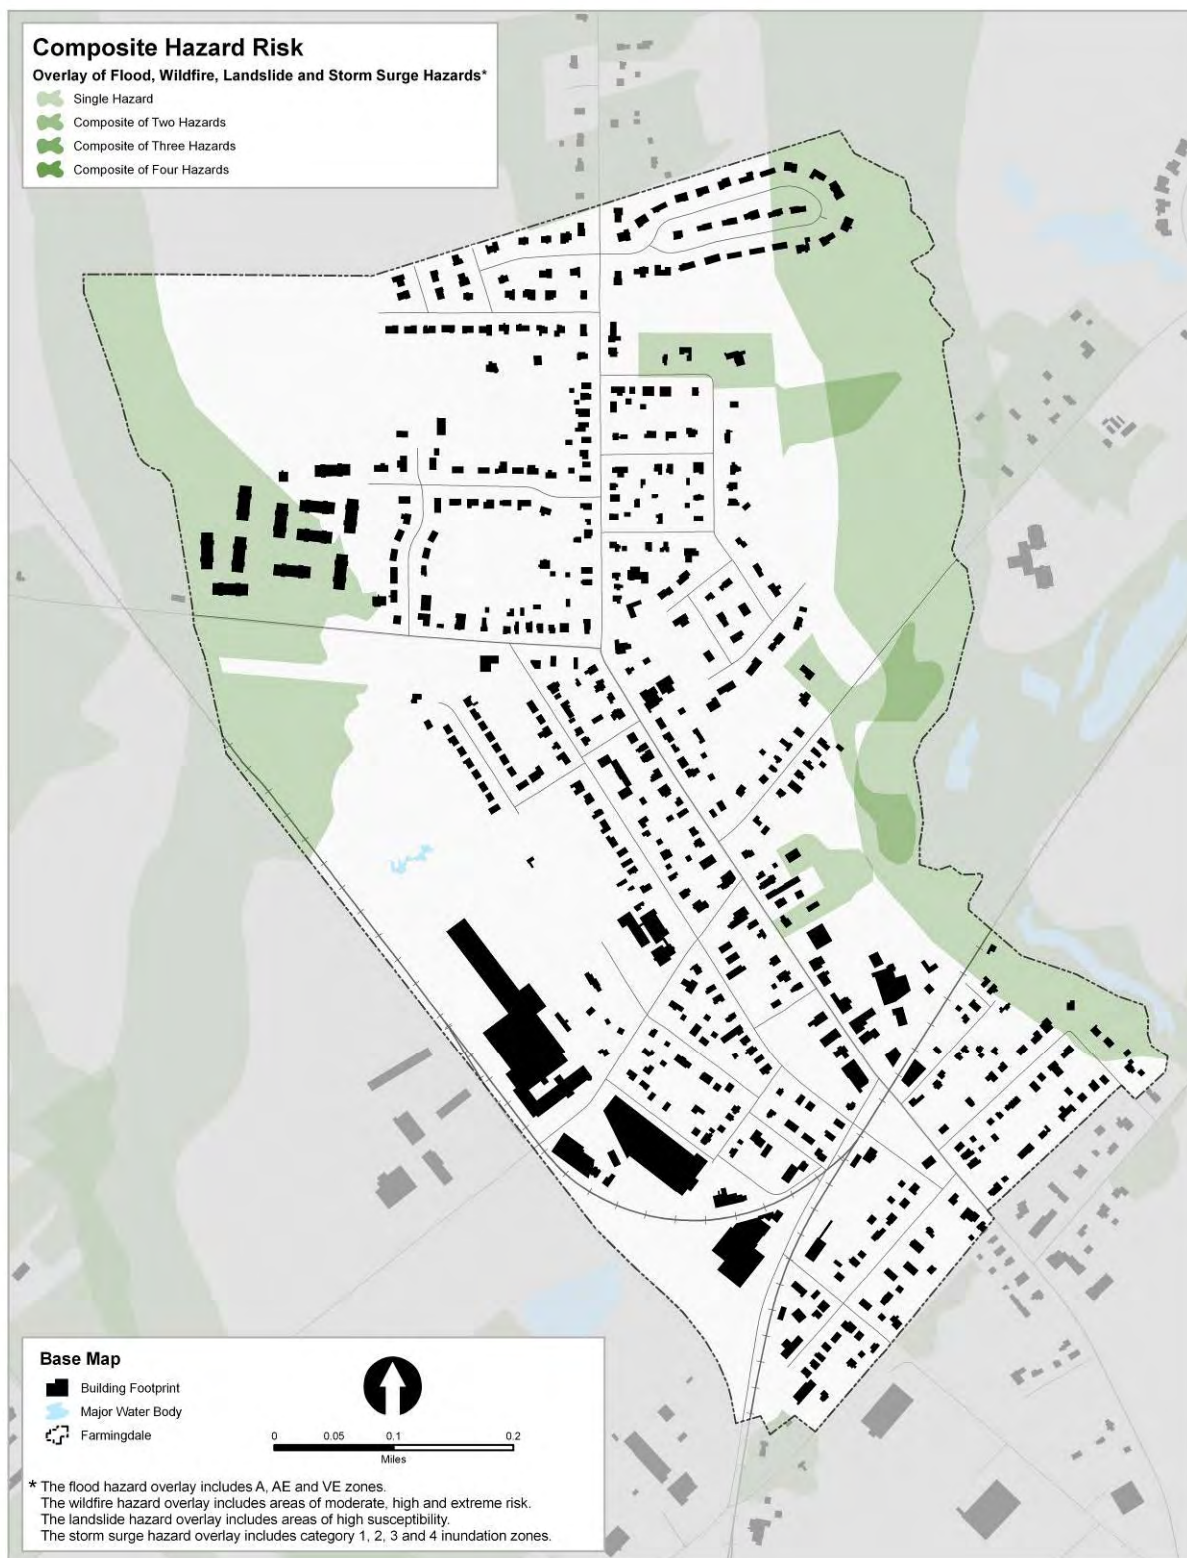 Composite Hazard Risk
Overlay of Flood, Wildfire, Landslide and Storm Surge Hazards*
Single Hazard
Composite of Two Hazards
Composite of Three Hazards
Composite of Four Hazards
Base Map
Building Footprint
Major Water Body
Farmingdale
0 0.05 0.1 0.2
Miles
* The flood hazard overlay includes A, AE and VE zones.
The wildfire hazard overlay includes areas of moderate, high and extreme risk.
The landslide hazard overlay includes areas of high susceptibility.
The storm surge hazard overlay includes category 1, 2, 3 and 4 inundation zones.